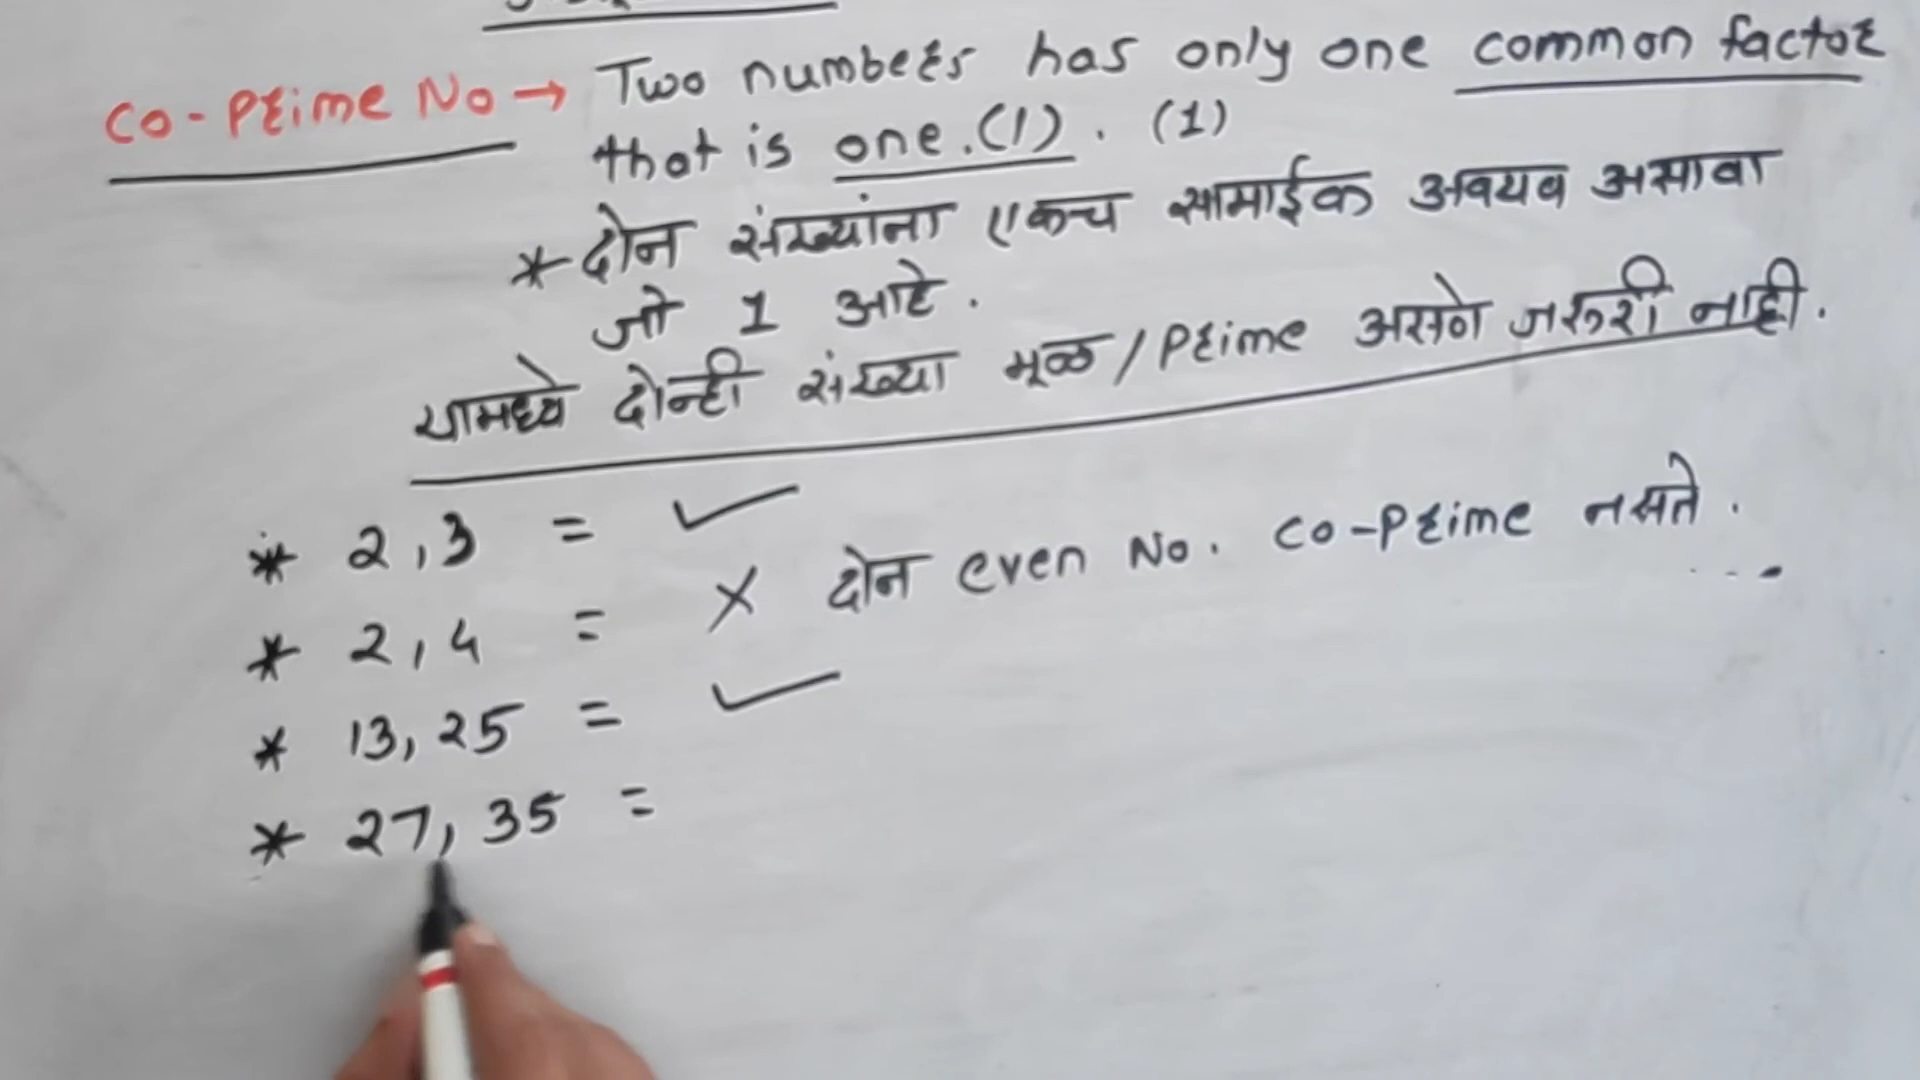 Co-Prime No → Two numbers has only one common factor
that is one.(1). (1)
* दोन संख्यांना एकच सामाईक अवयव असावा
जो 1 आहे.
यामध्ये दोन्ही संख्या मूळ/Prime असणे जरुरी नाही.
* 2,3 = ✓
* 2,4 = × दोन even No. co-prime नसते.
* 13,25 = ✓
* 27,35 =